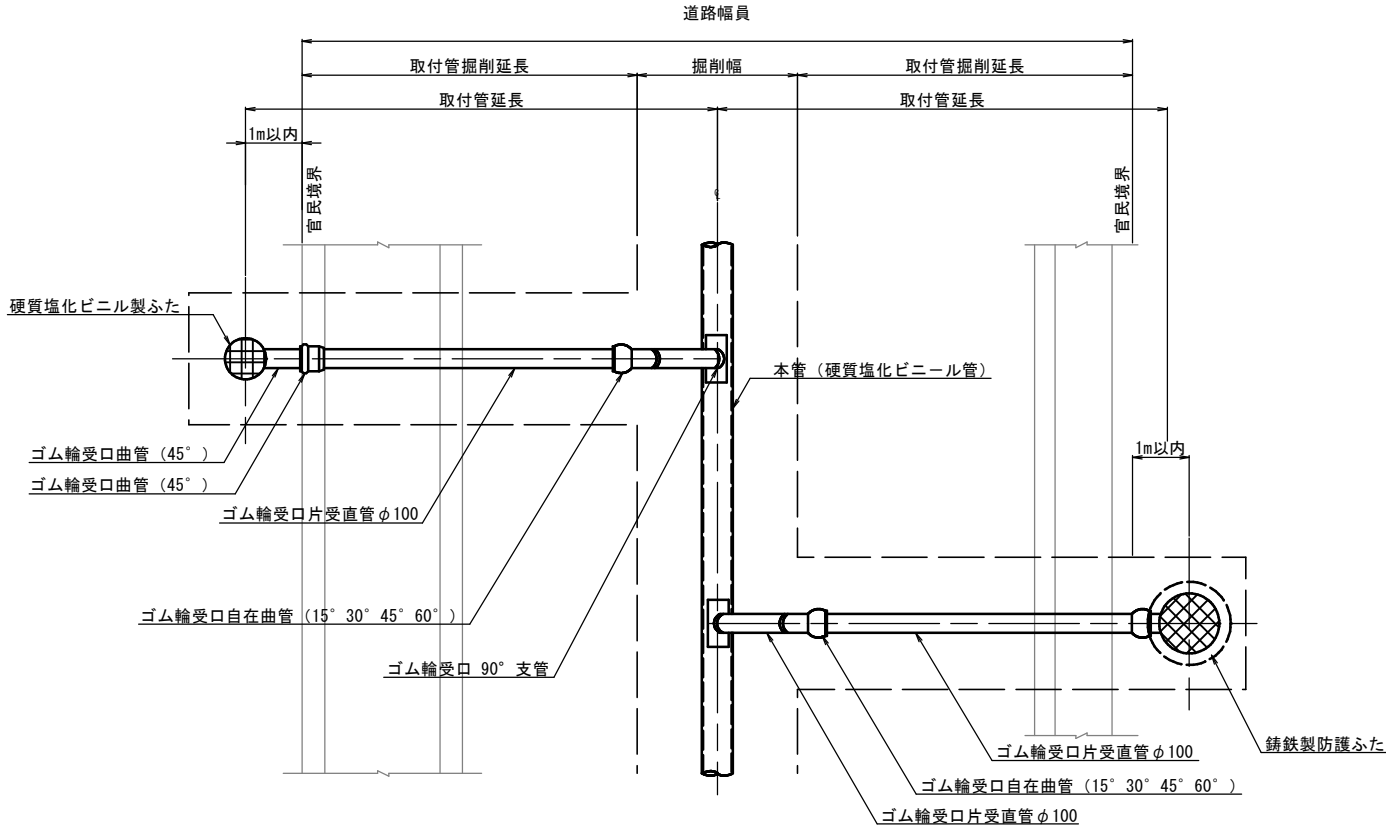 道路幅員
取付管掘削延長
掘削幅
取付管掘削延長
取付管延長
取付管延長
1m以内
官民境界
官民境界
℄
硬質塩化ビニル製ふた
本管（硬質塩化ビニール管）
1m以内
ゴム輪受口曲管（45°）
ゴム輪受口曲管（45°）
ゴム輪受口片受直管φ100
ゴム輪受口自在曲管（15°30°45°60°）
ゴム輪受口 90°支管
鋳鉄製防護ふた
ゴム輪受口片受直管φ100
ゴム輪受口自在曲管（15°30°45°60°）
ゴム輪受口片受直管φ100